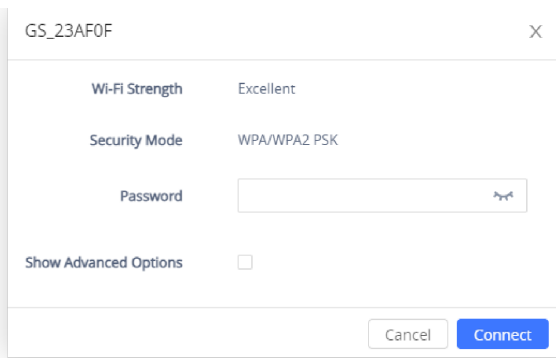 GS_23AF0F X
Wi-Fi Strength Excellent
Security Mode WPA/WPA2 PSK
Password
Show Advanced Options
Cancel Connect